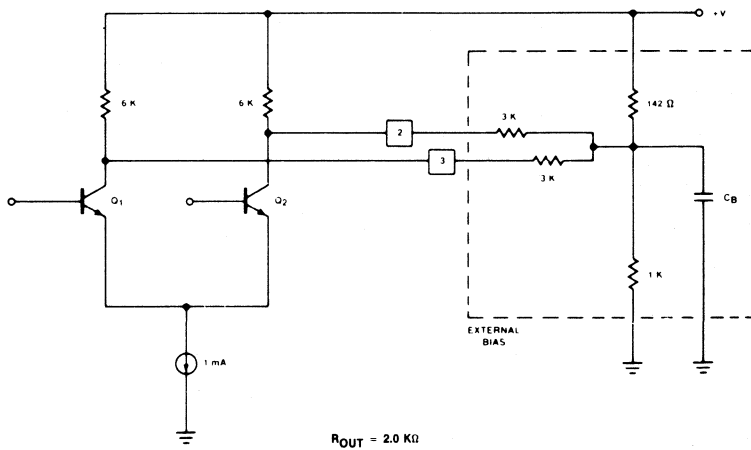 +V
6 K
6 K
142 Ω
2
3 K
3
3 K
Q1
Q2
CB
1 K
EXTERNAL
BIAS
1 mA
ROUT = 2.0 KΩ